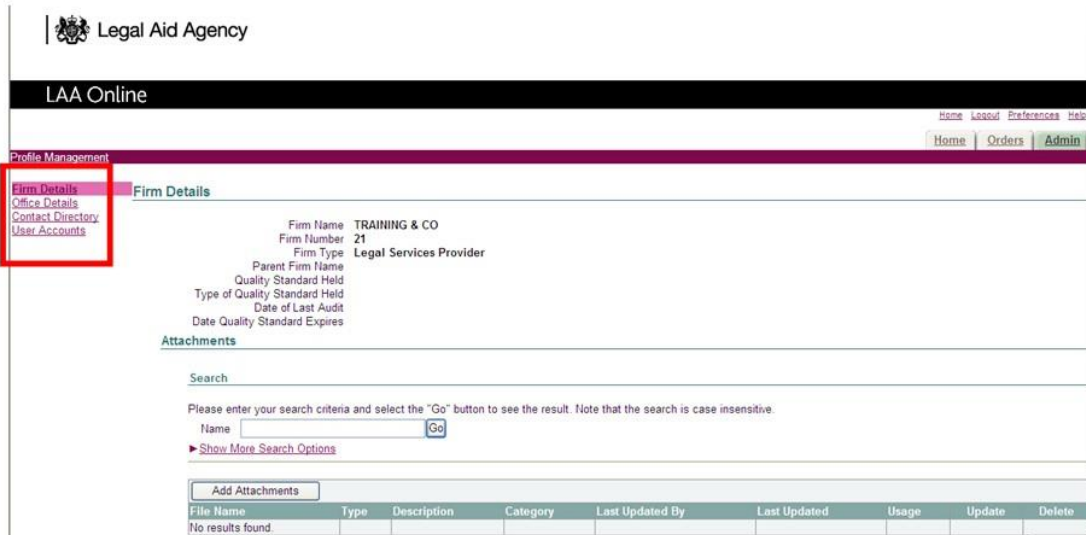 Legal Aid Agency
LAA Online
Home Logout Preferences Help
Home Orders Admin
Profile Management
Firm Details
Office Details
Contact Directory
User Accounts
Firm Details
Firm Name TRAINING & CO
Firm Number 21
Firm Type Legal Services Provider
Parent Firm Name
Quality Standard Held
Type of Quality Standard Held
Date of Last Audit
Date Quality Standard Expires
Attachments
Search
Please enter your search criteria and select the "Go" button to see the result. Note that the search is case insensitive.
Name Go
Show More Search Options
Add Attachments
File Name Type Description Category Last Updated By Last Updated Usage Update Delete
No results found.